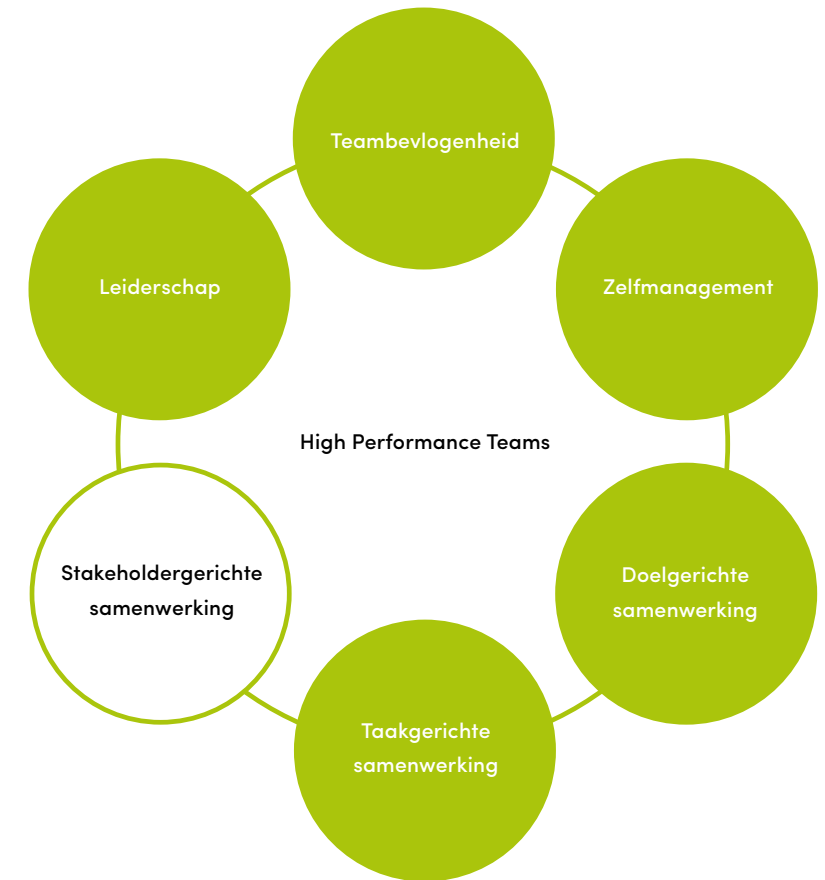 Teambevlogenheid
Leiderschap
Zelfmanagement
High Performance Teams
Stakeholdergerichte
samenwerking
Doelgerichte
samenwerking
Taakgerichte
samenwerking